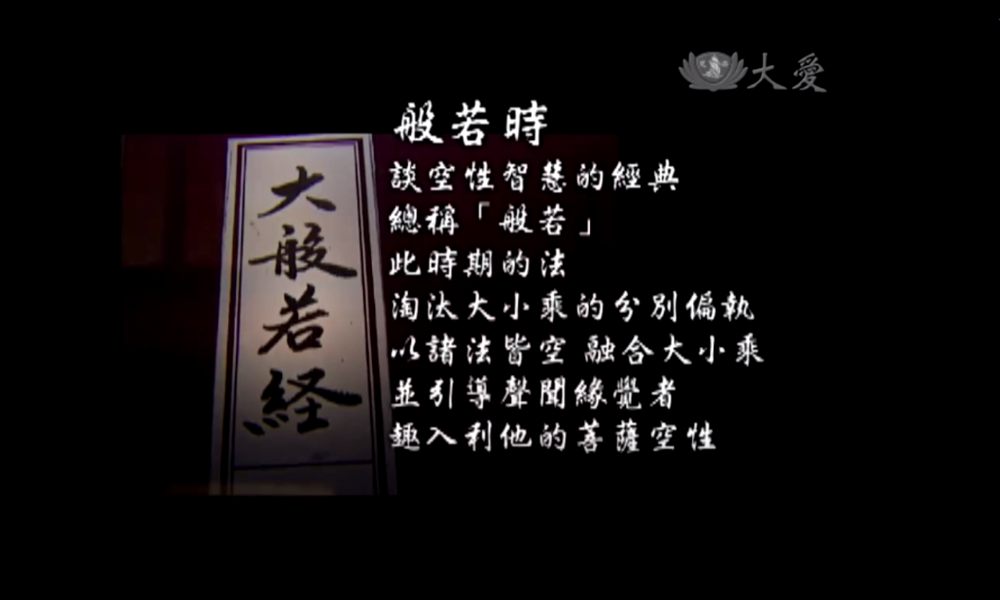 大愛
般若時
談空性智慧的經典
總稱「般若」
此時期的法
淘汰大小乘的分別偏執
以諸法皆空 融合大小乘
並引導聲聞緣覺者
趣入利他的菩薩空性
大般若経